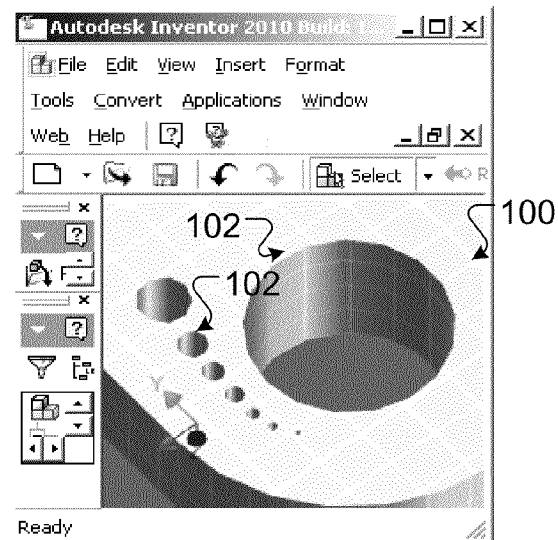 Autodesk Inventor 2010 Build:
File Edit View Insert Format
Tools Convert Applications Window
Web Help
Select R
100
102
102
F
Y
Ready